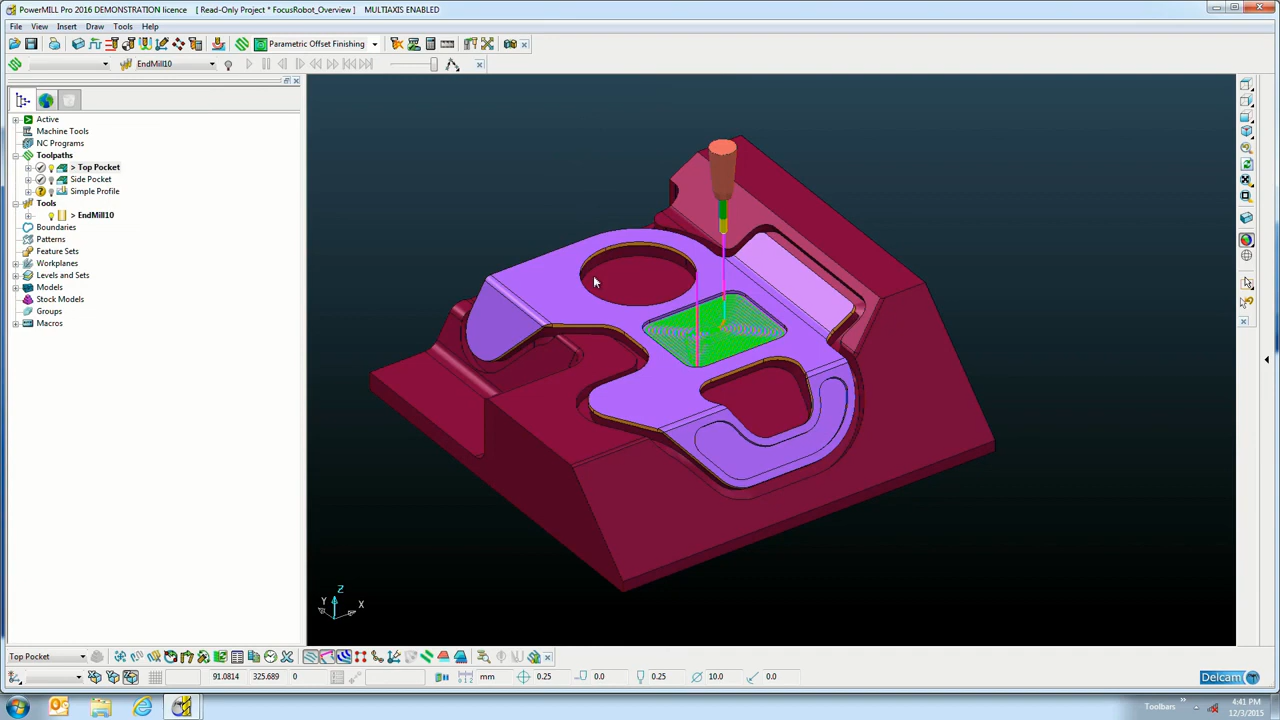 PowerMILL Pro 2016 DEMONSTRATION licence [ Read-Only Project * FocusRobot_Overview ] MULTIAXIS ENABLED
File View Insert Draw Tools Help
Parametric Offset Finishing
EndMill10
Active
Machine Tools
NC Programs
Toolpaths
> Top Pocket
Side Pocket
Simple Profile
Tools
> EndMill10
Boundaries
Patterns
Feature Sets
Workplanes
Levels and Sets
Models
Stock Models
Groups
Macros
Z
Y X
Top Pocket
91.0814 325.689 0 mm 0.25 0.0 0.25 10.0 0.0
Delcam
Toolbars
4:41 PM
12/3/2015